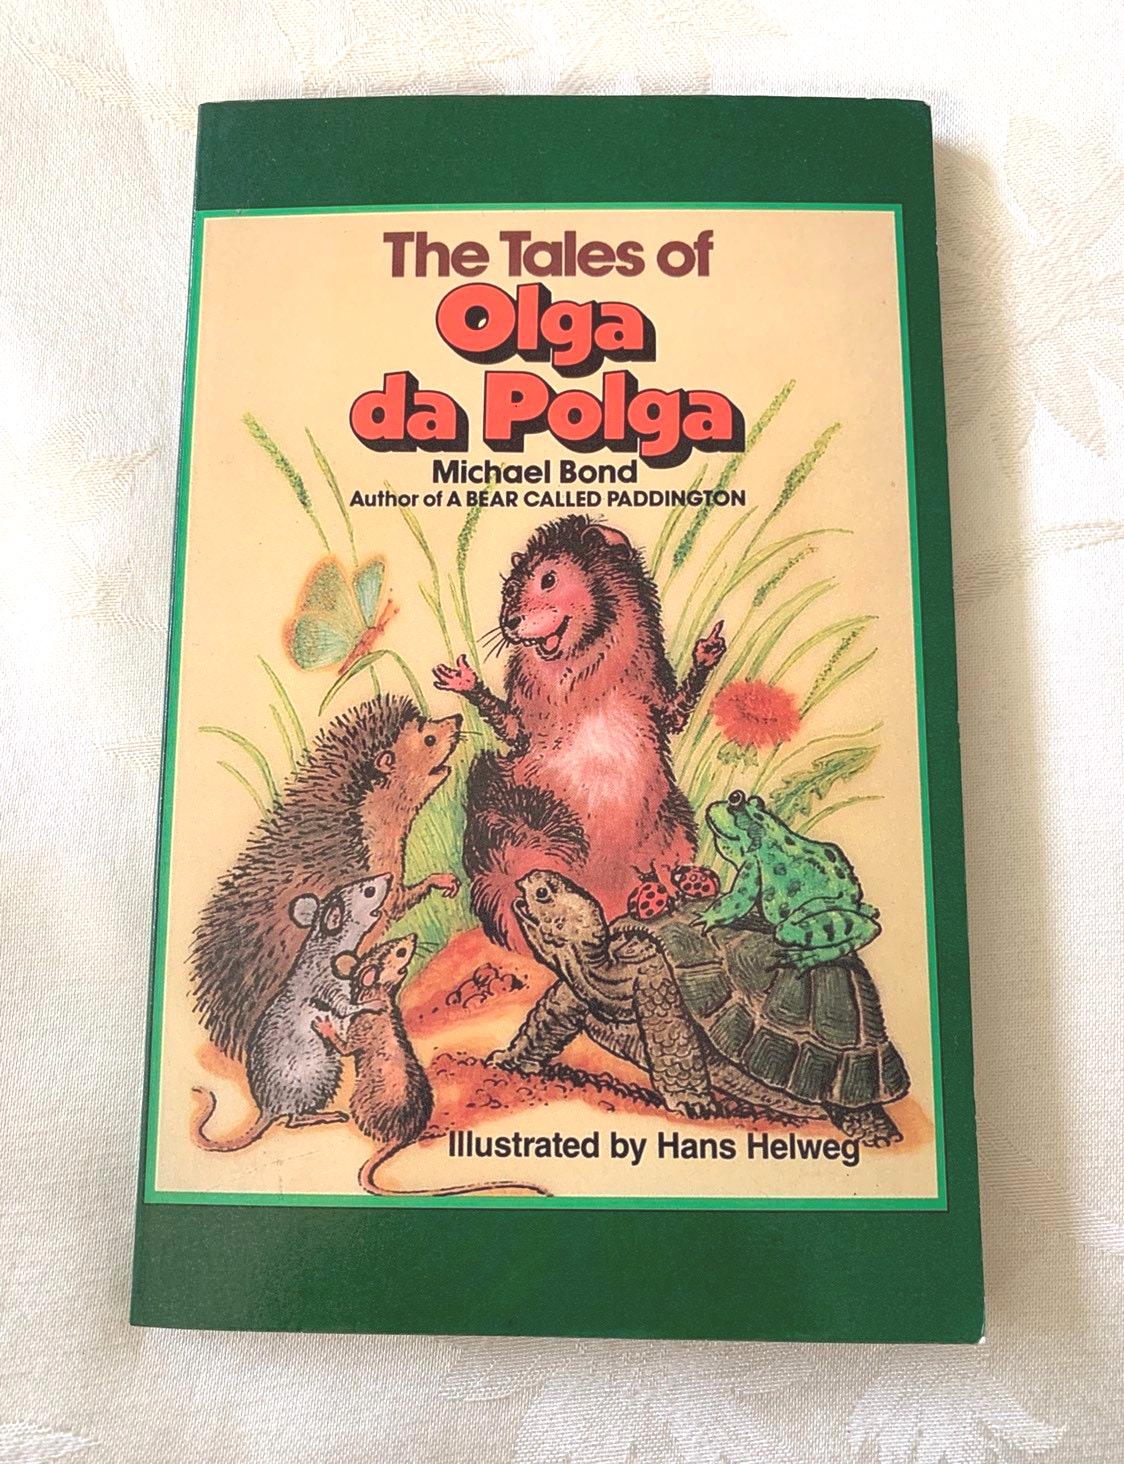 The Tales of
Olga
da Polga
Michael Bond
Author of A BEAR CALLED PADDINGTON
Illustrated by Hans Helweg